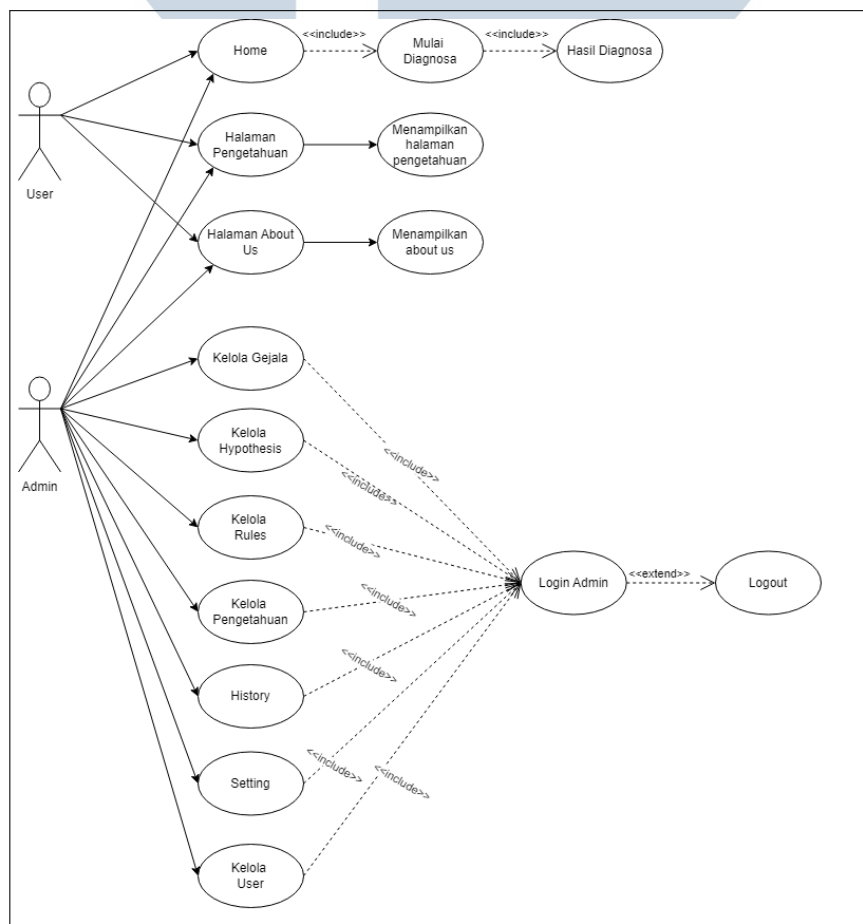 Home
<<include>>
Mulai
Diagnosa
<<include>>
Hasil Diagnosa
User
Halaman
Pengetahuan
Menampilkan
halaman
pengetahuan
Halaman About
Us
Menampilkan
about us
Admin
Kelola Gejala
<<include>>
Kelola
Hypothesis
<<include>>
Kelola
Rules
<<include>>
Kelola
Pengetahuan
<<include>>
Login Admin
<<extend>>
Logout
History
<<include>>
Setting
<<include>>
Kelola
User
<<include>>